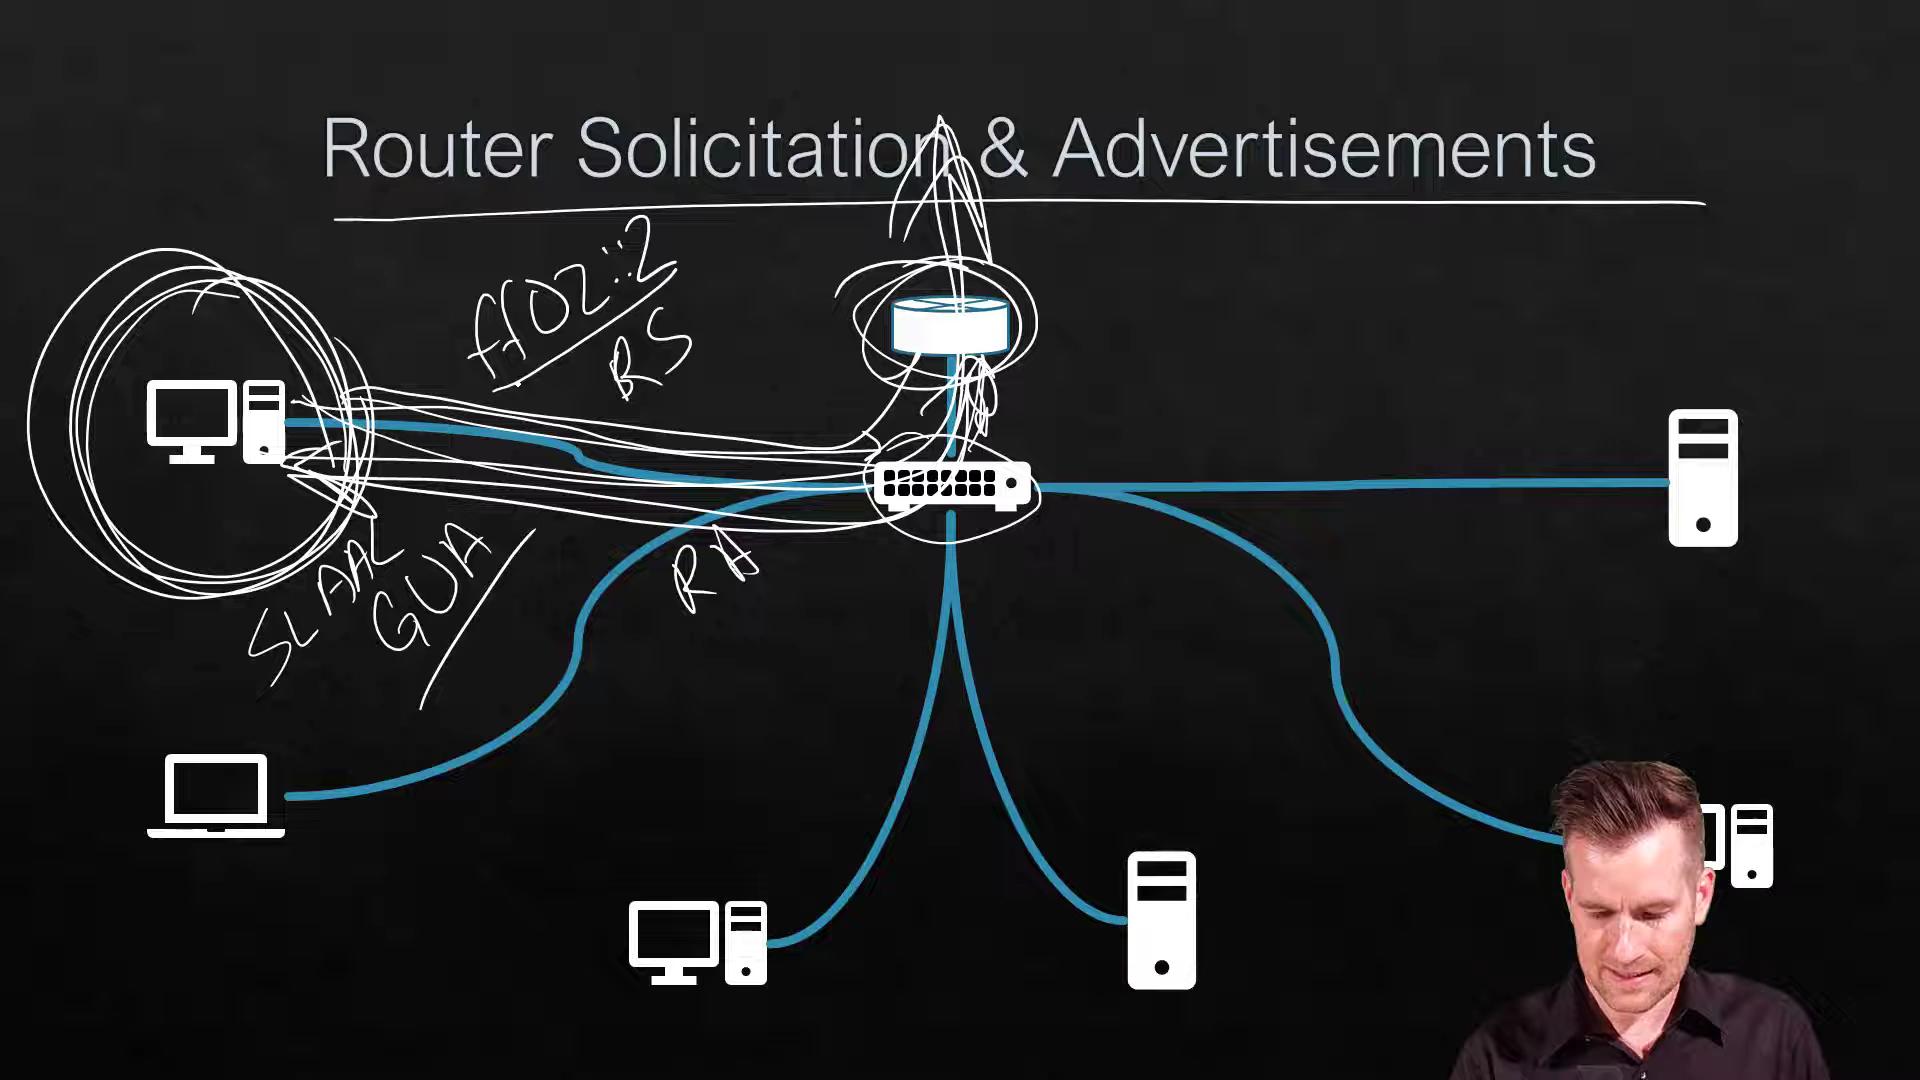 Router Solicitation & Advertisements
ff02::2
RS
RA
SLAAC
GUA